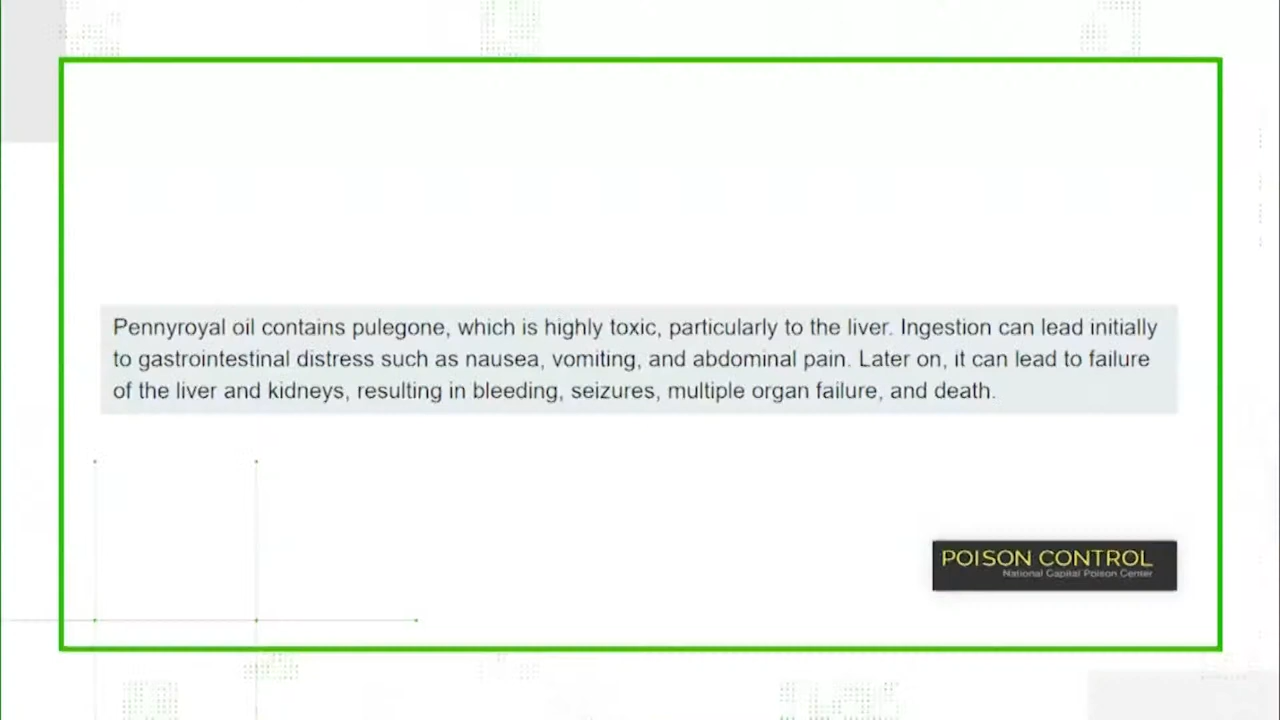 Pennyroyal oil contains pulegone, which is highly toxic, particularly to the liver. Ingestion can lead initially
to gastrointestinal distress such as nausea, vomiting, and abdominal pain. Later on, it can lead to failure
of the liver and kidneys, resulting in bleeding, seizures, multiple organ failure, and death.
POISON CONTROL
National Capital Poison Center